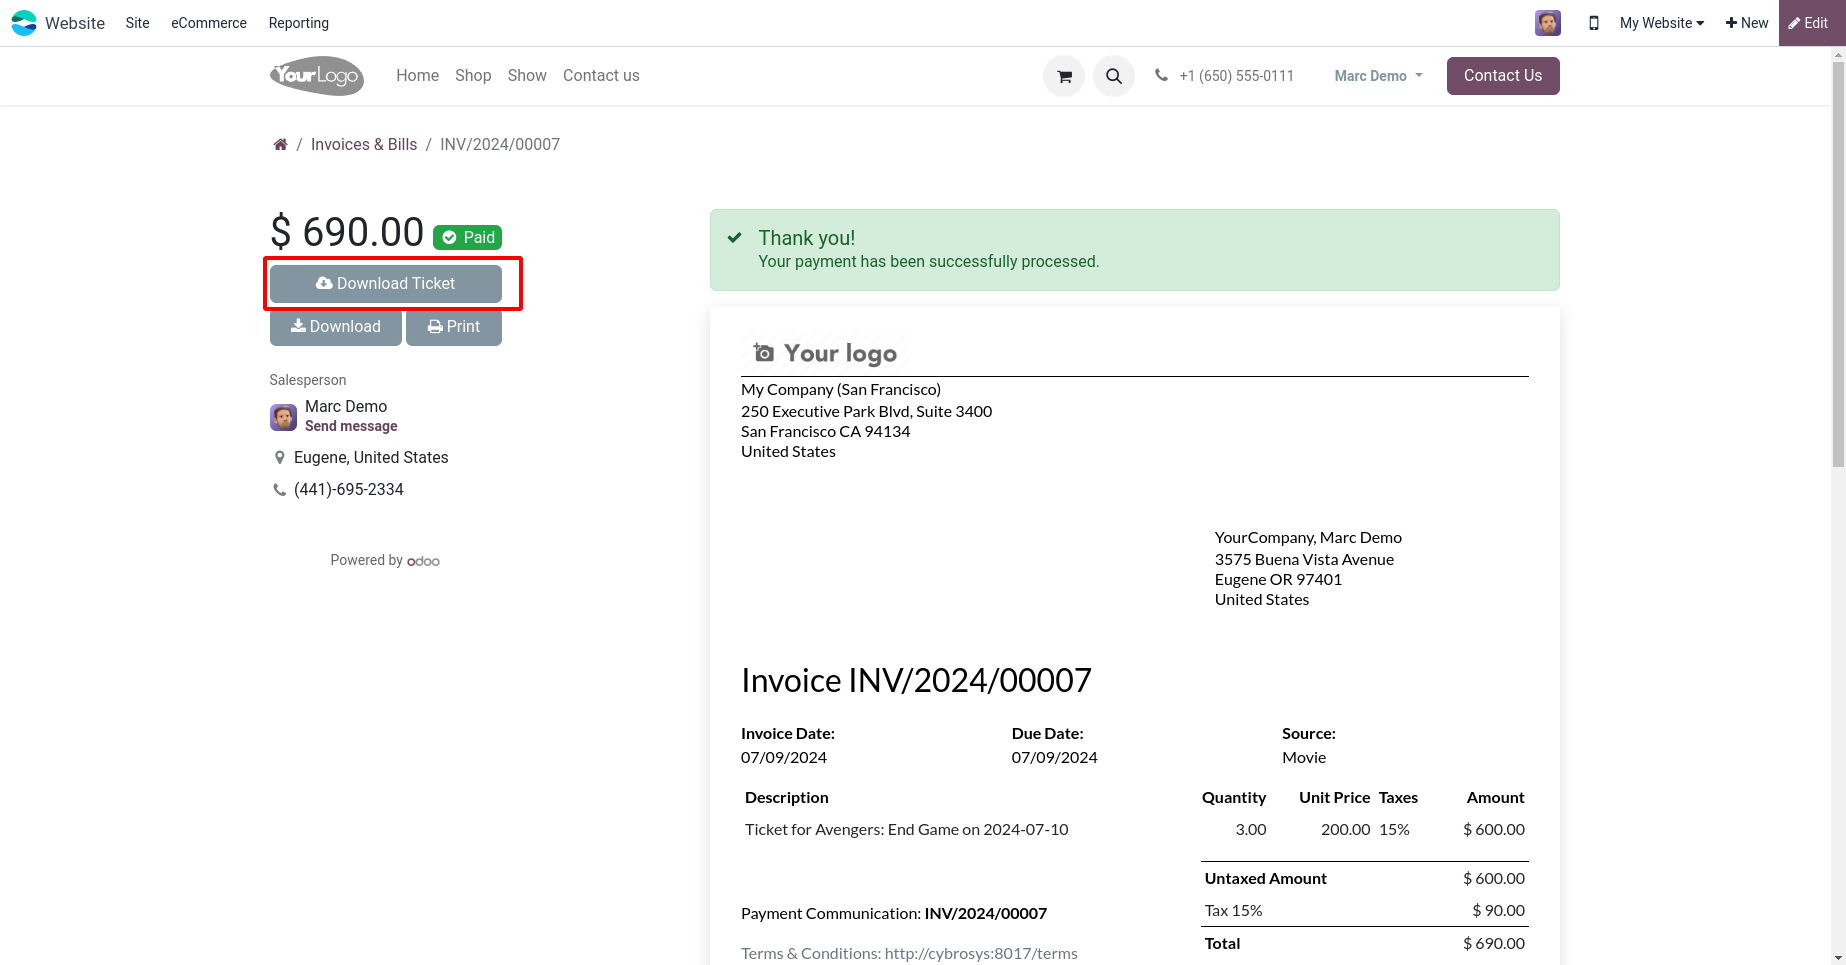 Website Site eCommerce Reporting My Website New Edit
YourLogo Home Shop Show Contact us +1 (650) 555-0111 Marc Demo Contact Us
/ Invoices & Bills / INV/2024/00007
$ 690.00 Paid
Download Ticket
Download Print
Salesperson
Marc Demo
Send message
Eugene, United States
(441)-695-2334
Powered by odoo
Thank you!
Your payment has been successfully processed.
Your logo
My Company (San Francisco)
250 Executive Park Blvd, Suite 3400
San Francisco CA 94134
United States
YourCompany, Marc Demo
3575 Buena Vista Avenue
Eugene OR 97401
United States
Invoice INV/2024/00007
Invoice Date: Due Date: Source:
07/09/2024 07/09/2024 Movie
Description Quantity Unit Price Taxes Amount
Ticket for Avengers: End Game on 2024-07-10 3.00 200.00 15% $ 600.00
Untaxed Amount $ 600.00
Tax 15% $ 90.00
Total $ 690.00
Payment Communication: INV/2024/00007
Terms & Conditions: http://cybrosys:8017/terms